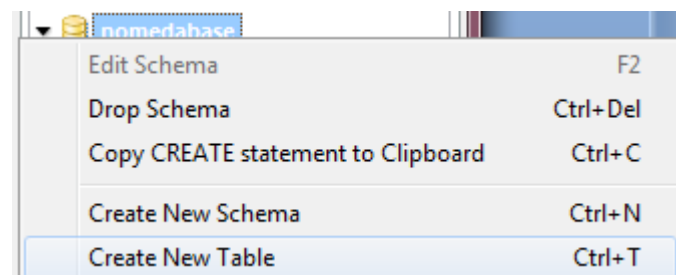 nomedabase
Edit Schema F2
Drop Schema Ctrl+Del
Copy CREATE statement to Clipboard Ctrl+C
Create New Schema Ctrl+N
Create New Table Ctrl+T